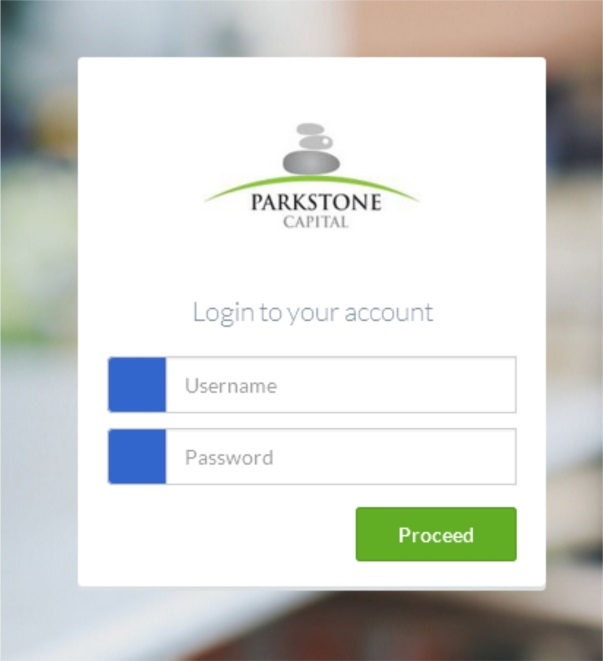 PARKSTONE
CAPITAL
Login to your account
Username
Password
Proceed